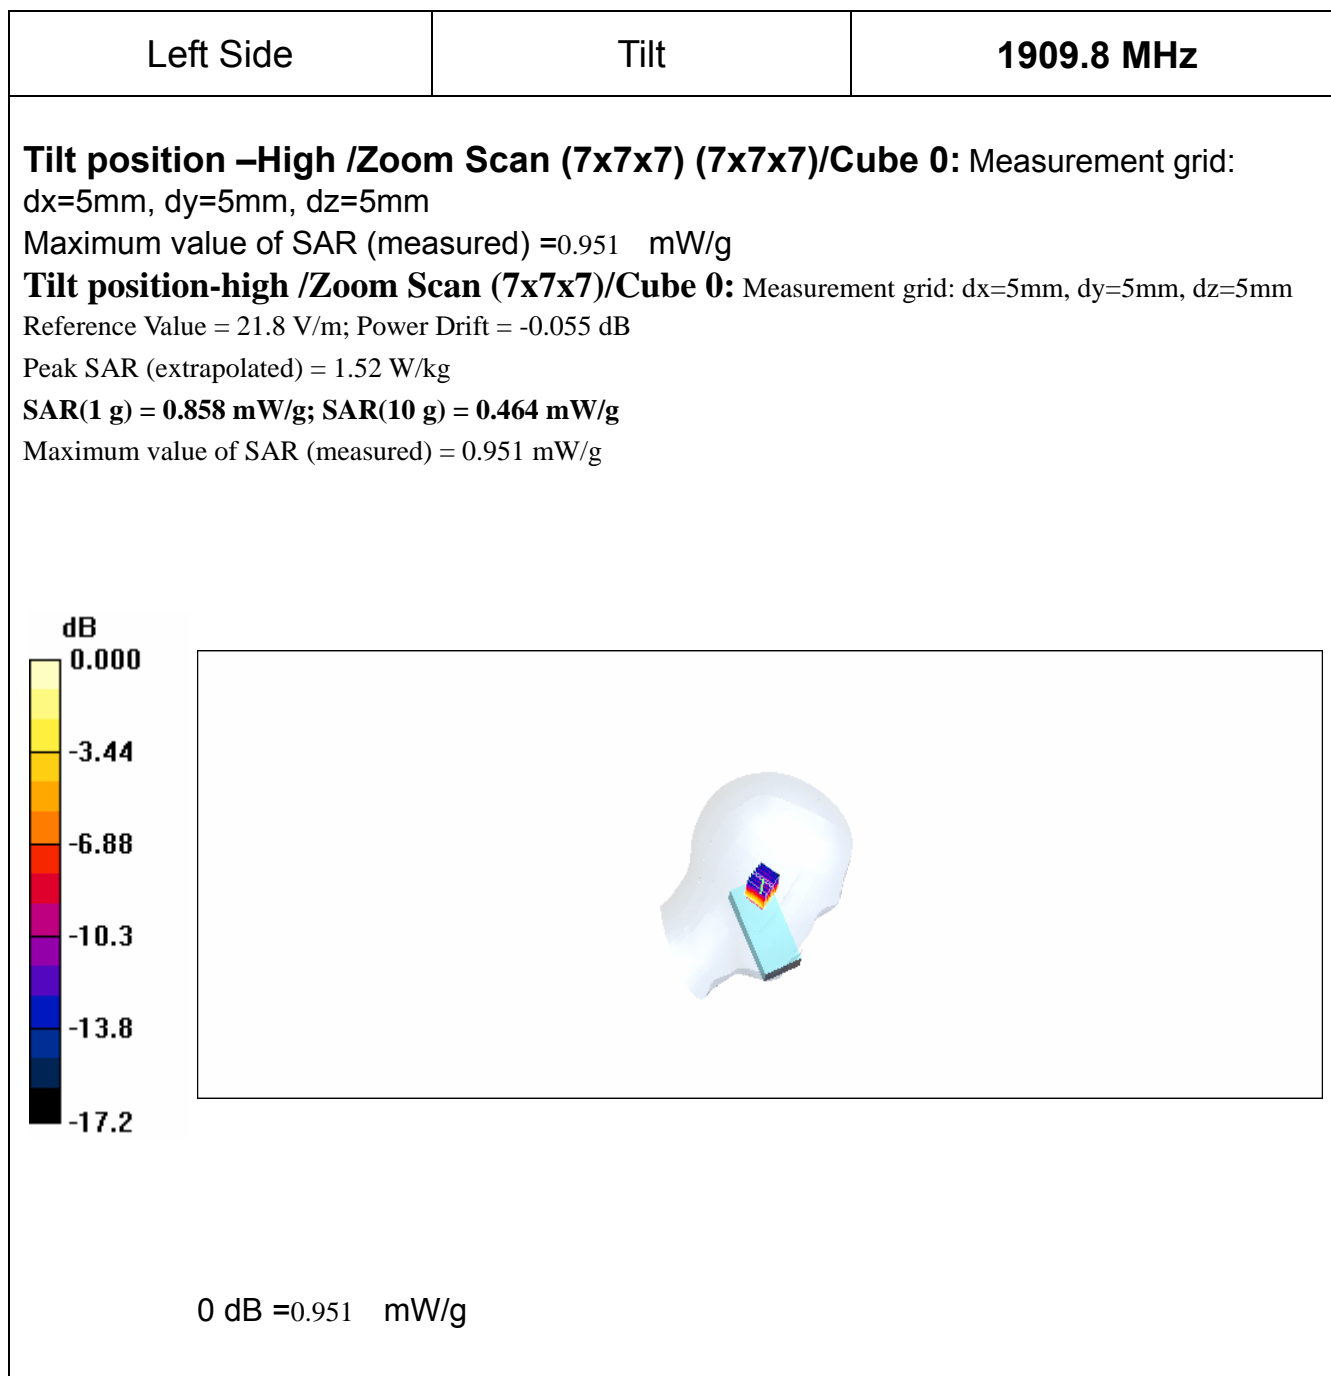 Left Side Tilt 1909.8 MHz
Tilt position –High /Zoom Scan (7x7x7) (7x7x7)/Cube 0: Measurement grid:
dx=5mm, dy=5mm, dz=5mm
Maximum value of SAR (measured) =0.951 mW/g
Tilt position-high /Zoom Scan (7x7x7)/Cube 0: Measurement grid: dx=5mm, dy=5mm, dz=5mm
Reference Value = 21.8 V/m; Power Drift = -0.055 dB
Peak SAR (extrapolated) = 1.52 W/kg
SAR(1 g) = 0.858 mW/g; SAR(10 g) = 0.464 mW/g
Maximum value of SAR (measured) = 0.951 mW/g
dB
0.000
-3.44
-6.88
-10.3
-13.8
-17.2
0 dB =0.951 mW/g